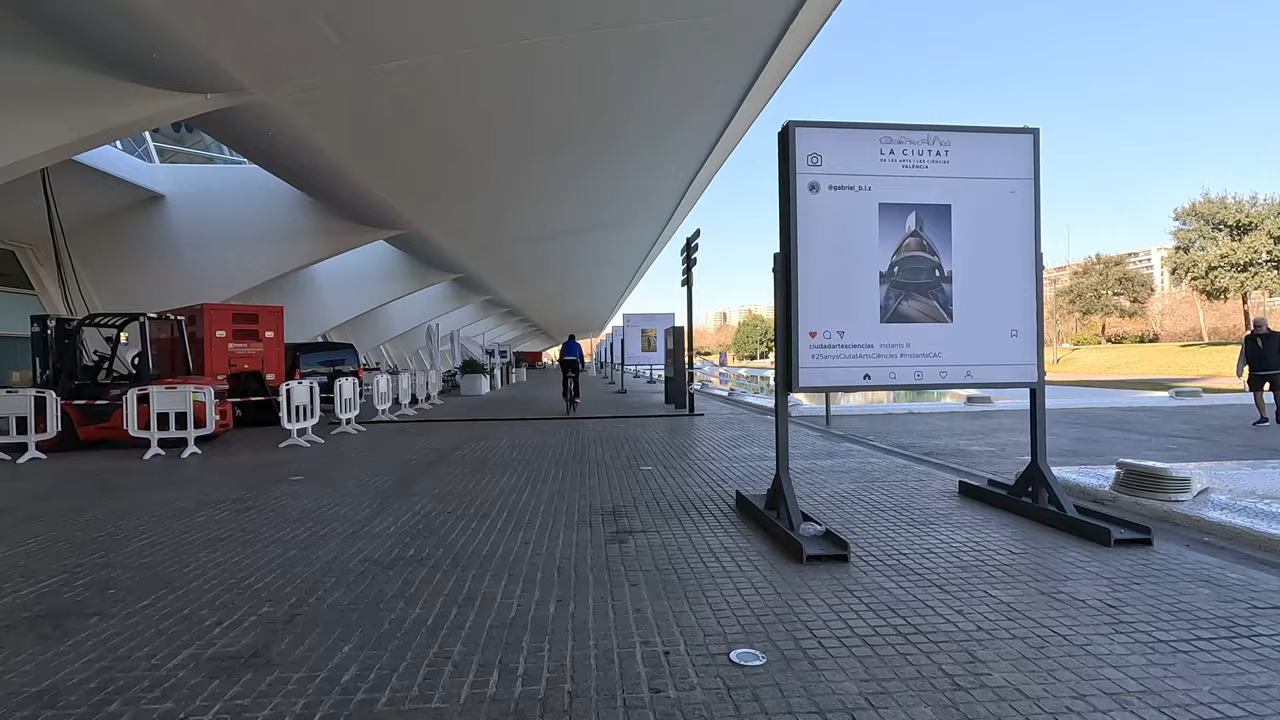 LA CIUTAT
DE LES ARTS I LES CIÈNCIES
VALÈNCIA
@gabriel_b.i.z
ciudadartesciencias Instants III
#25anysCiutatArtsCiències #InstantsCAC